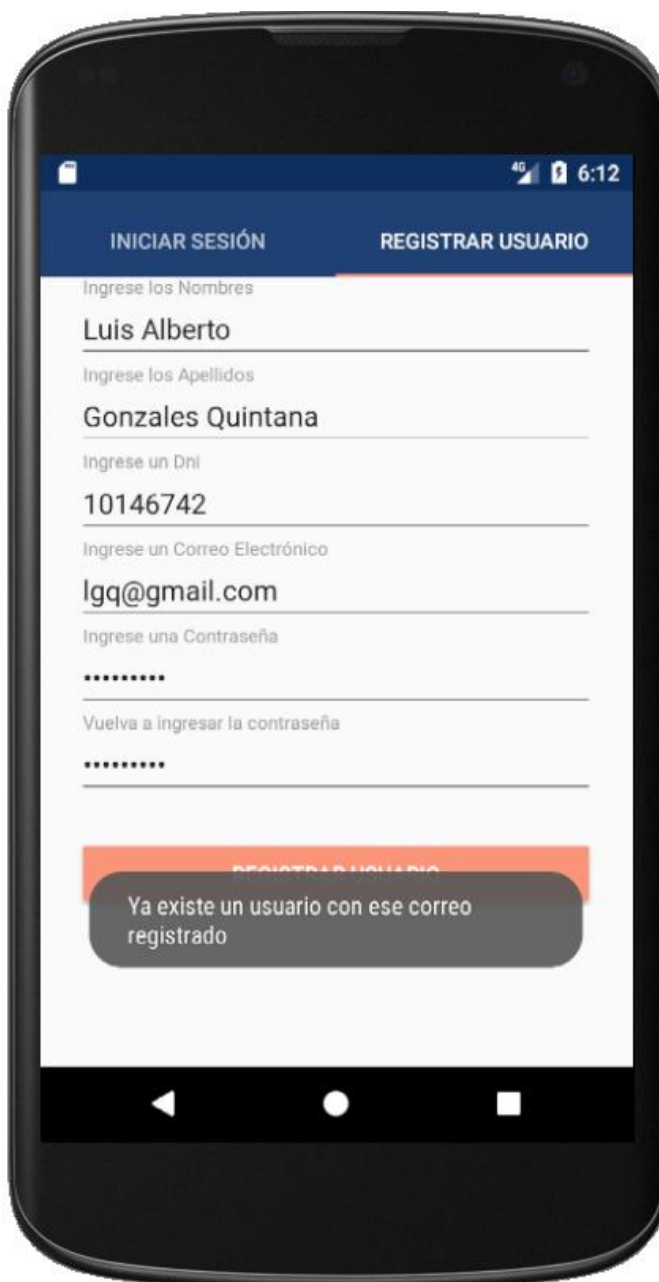 4G 6:12
INICIAR SESIÓN REGISTRAR USUARIO
Ingrese los Nombres
Luis Alberto
Ingrese los Apellidos
Gonzales Quintana
Ingrese un Dni
10146742
Ingrese un Correo Electrónico
lgq@gmail.com
Ingrese una Contraseña
•••••••••
Vuelva a ingresar la contraseña
•••••••••
REGISTRAR USUARIO
Ya existe un usuario con ese correo
registrado